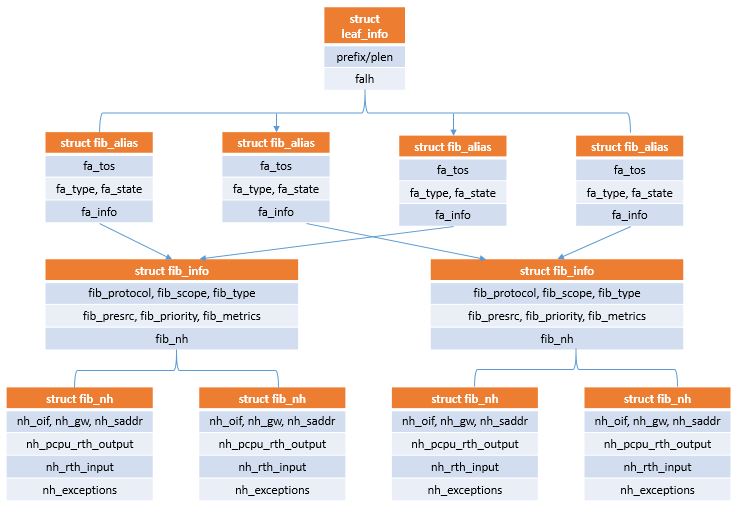 struct
leaf_info
prefix/plen
falh
struct fib_alias
fa_tos
fa_type, fa_state
fa_info
struct fib_alias
fa_tos
fa_type, fa_state
fa_info
struct fib_alias
fa_tos
fa_type, fa_state
fa_info
struct fib_alias
fa_tos
fa_type, fa_state
fa_info
struct fib_info
fib_protocol, fib_scope, fib_type
fib_presrc, fib_priority, fib_metrics
fib_nh
struct fib_info
fib_protocol, fib_scope, fib_type
fib_presrc, fib_priority, fib_metrics
fib_nh
struct fib_nh
nh_oif, nh_gw, nh_saddr
nh_pcpu_rth_output
nh_rth_input
nh_exceptions
struct fib_nh
nh_oif, nh_gw, nh_saddr
nh_pcpu_rth_output
nh_rth_input
nh_exceptions
struct fib_nh
nh_oif, nh_gw, nh_saddr
nh_pcpu_rth_output
nh_rth_input
nh_exceptions
struct fib_nh
nh_oif, nh_gw, nh_saddr
nh_pcpu_rth_output
nh_rth_input
nh_exceptions